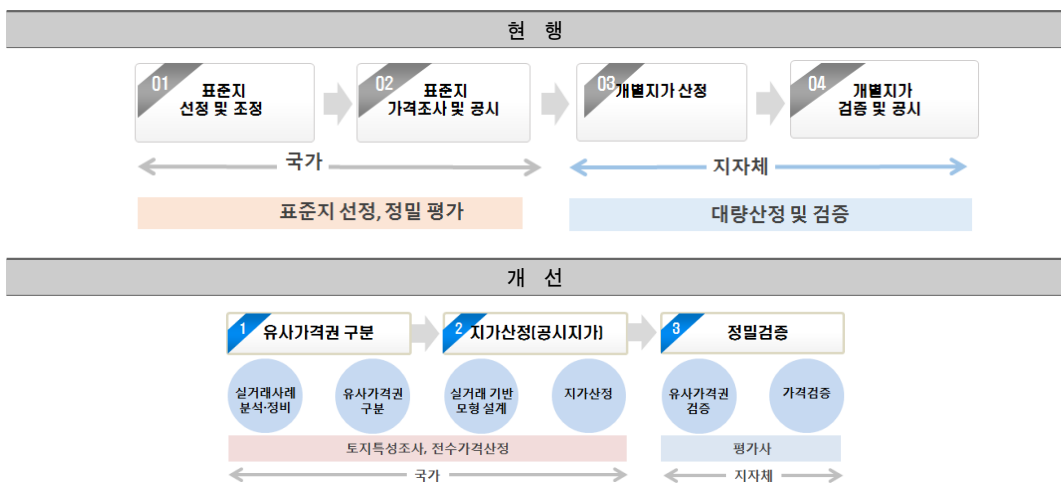 현 행
01
표준지
선정 및 조정
02
표준지
가격조사 및 공시
03
개별지가 산정
04
개별지가
검증 및 공시
국가
지자체
표준지 선정, 정밀 평가
대량산정 및 검증
개 선
1 유사가격권 구분
2 지가산정(공시지가)
3 정밀검증
실거래사례
분석·정비
유사가격권
구분
실거래 기반
모형 설계
지가산정
유사가격권
검증
가격검증
토지특성조사, 전수가격산정
평가사
국가
지자체